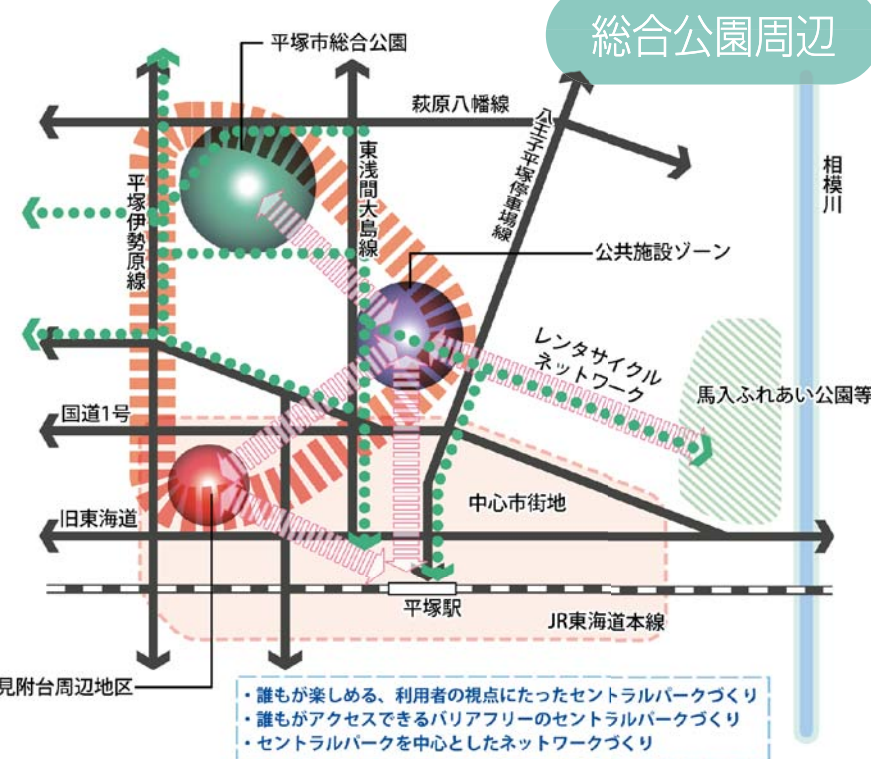 総合公園周辺
平塚市総合公園
萩原八幡線
八王子平塚停車場線
東浅間大島線
平塚伊勢原線
相模川
公共施設ゾーン
レンタサイクル
ネットワーク
馬入ふれあい公園等
国道1号
中心市街地
旧東海道
平塚駅
JR東海道本線
見附台周辺地区
・誰もが楽しめる、利用者の視点にたったセントラルパークづくり
・誰もがアクセスできるバリアフリーのセントラルパークづくり
・セントラルパークを中心としたネットワークづくり